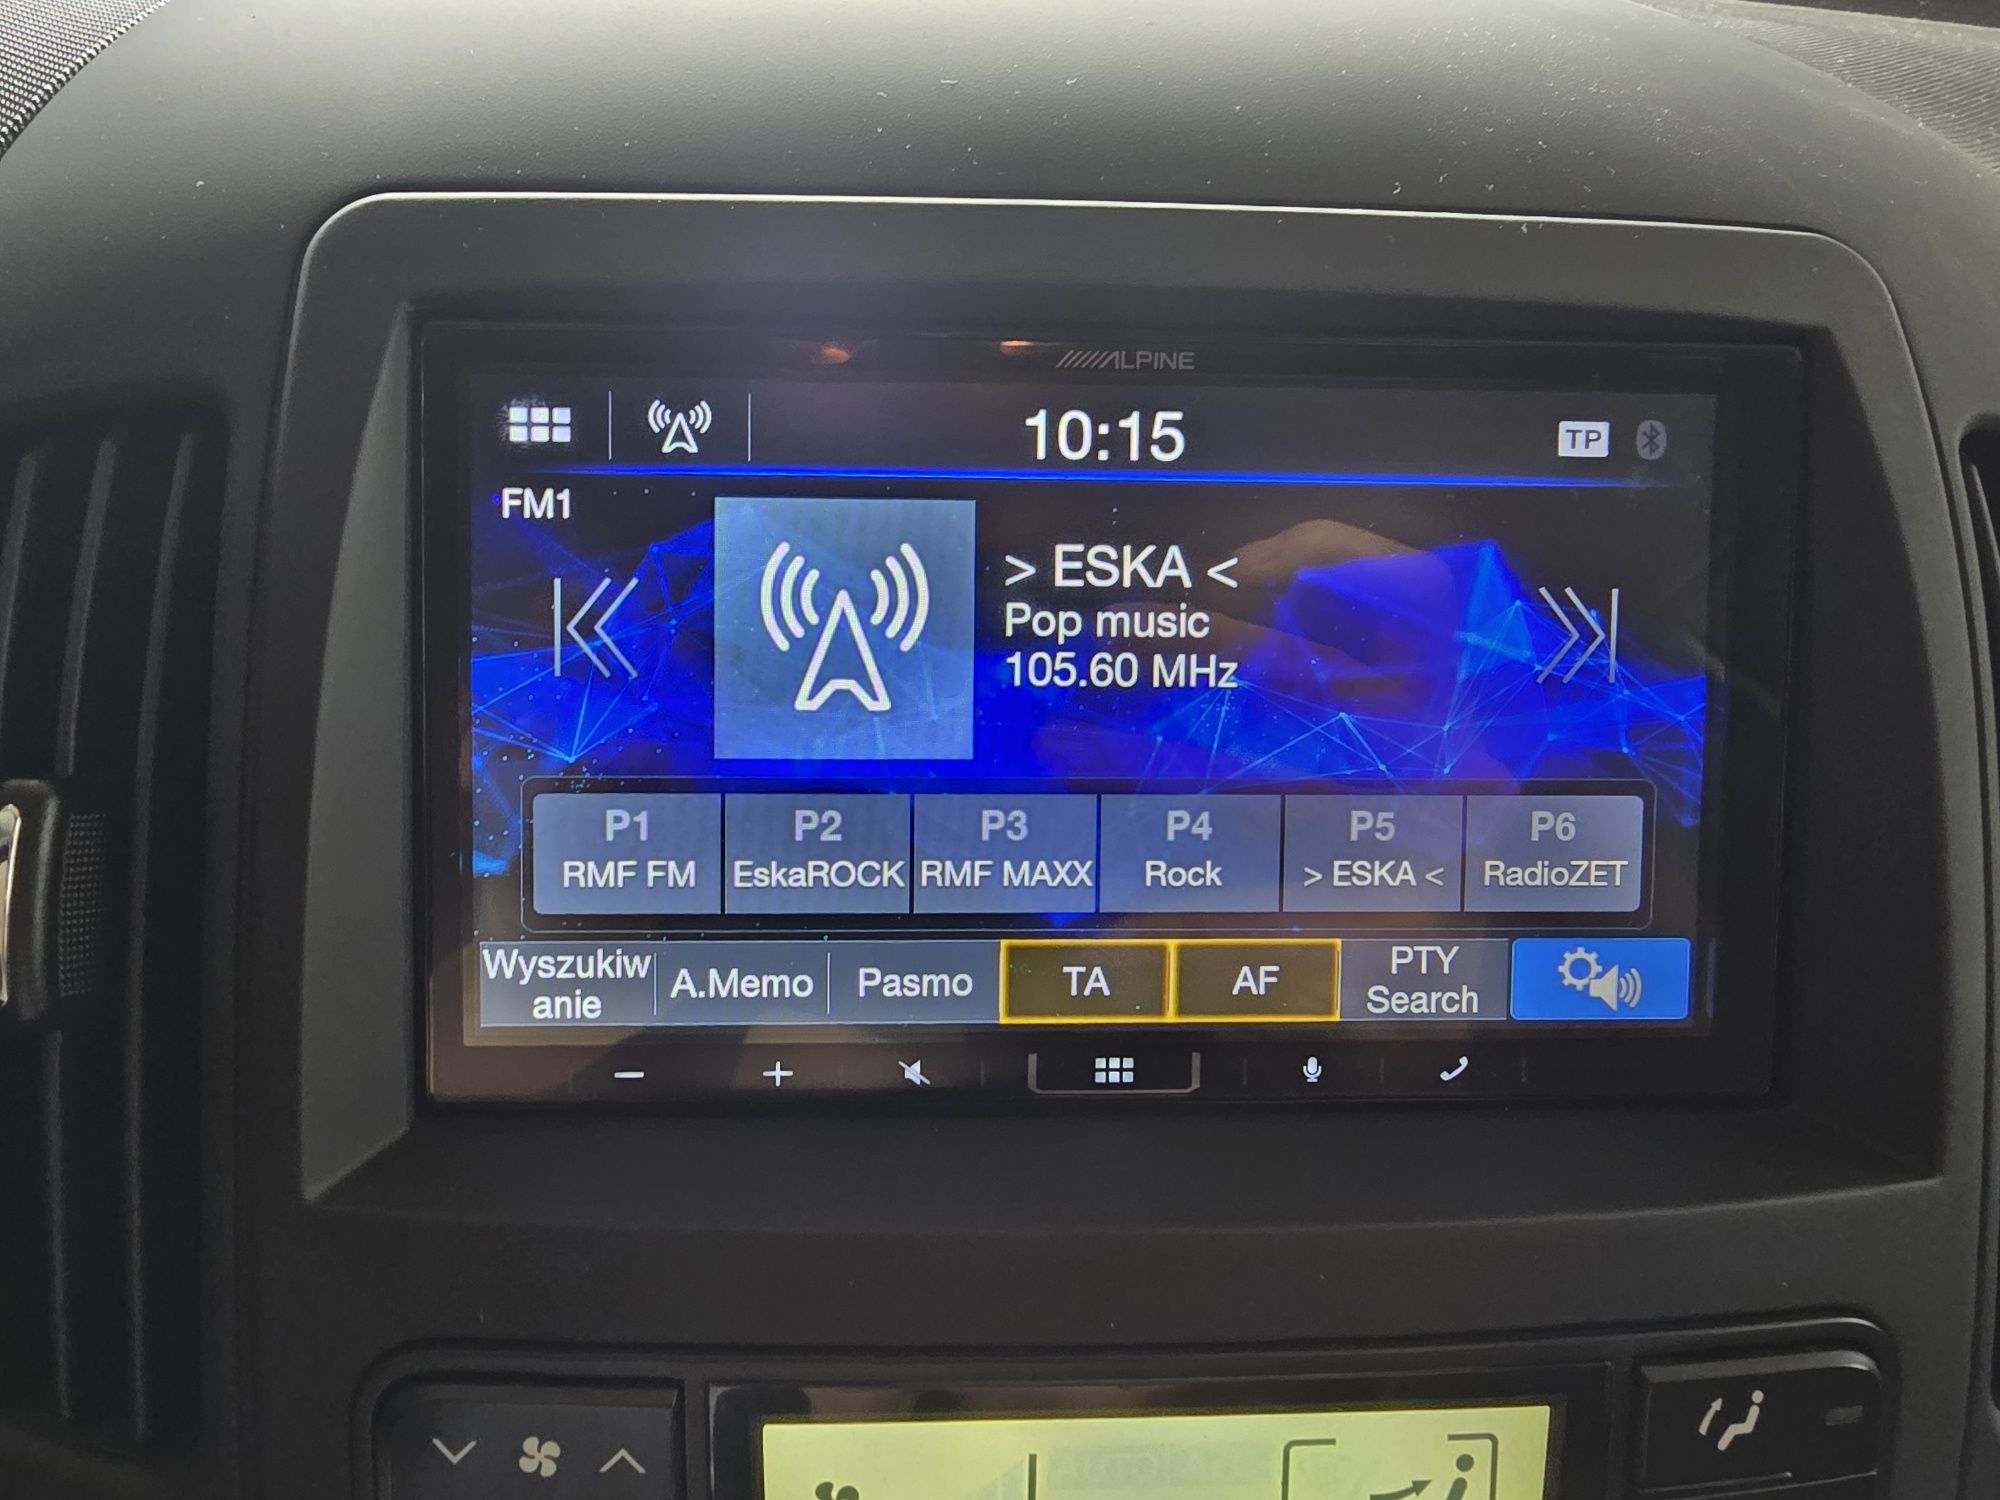 ALPINE
10:15
TP
FM1
> ESKA <
Pop music
105.60 MHz
P1
RMF FM
P2
EskaROCK
P3
RMF MAXX
P4
Rock
P5
> ESKA <
P6
RadioZET
Wyszukiw
anie
A.Memo
Pasmo
TA
AF
PTY
Search